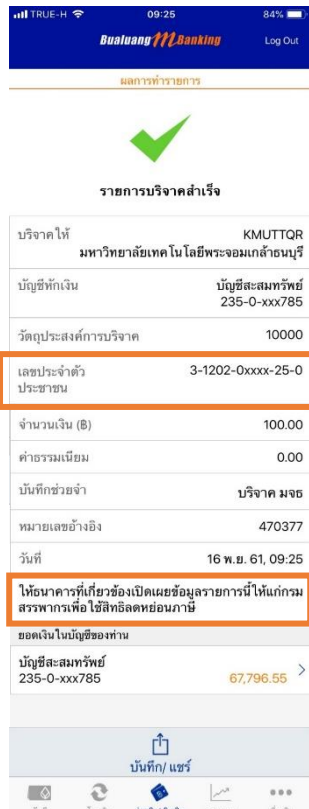 TRUE-H 09:25 84%
Bualuang mBanking Log Out
ผลการทำรายการ
รายการบริจาคสำเร็จ
บริจาคให้ KMUTTQR
มหาวิทยาลัยเทคโนโลยีพระจอมเกล้าธนบุรี
บัญชีหักเงิน บัญชีสะสมทรัพย์
235-0-xxx785
วัตถุประสงค์การบริจาค 10000
เลขประจำตัว 3-1202-0xxxx-25-0
ประชาชน
จำนวนเงิน (฿) 100.00
ค่าธรรมเนียม 0.00
บันทึกช่วยจำ บริจาค มจธ
หมายเลขอ้างอิง 470377
วันที่ 16 พ.ย. 61, 09:25
ให้ธนาคารที่เกี่ยวข้องเปิดเผยข้อมูลรายการนี้ให้แก่กรม
สรรพากรเพื่อใช้สิทธิลดหย่อนภาษี
ยอดเงินในบัญชีของท่าน
บัญชีสะสมทรัพย์
235-0-xxx785 67,796.55
บันทึก/ แชร์